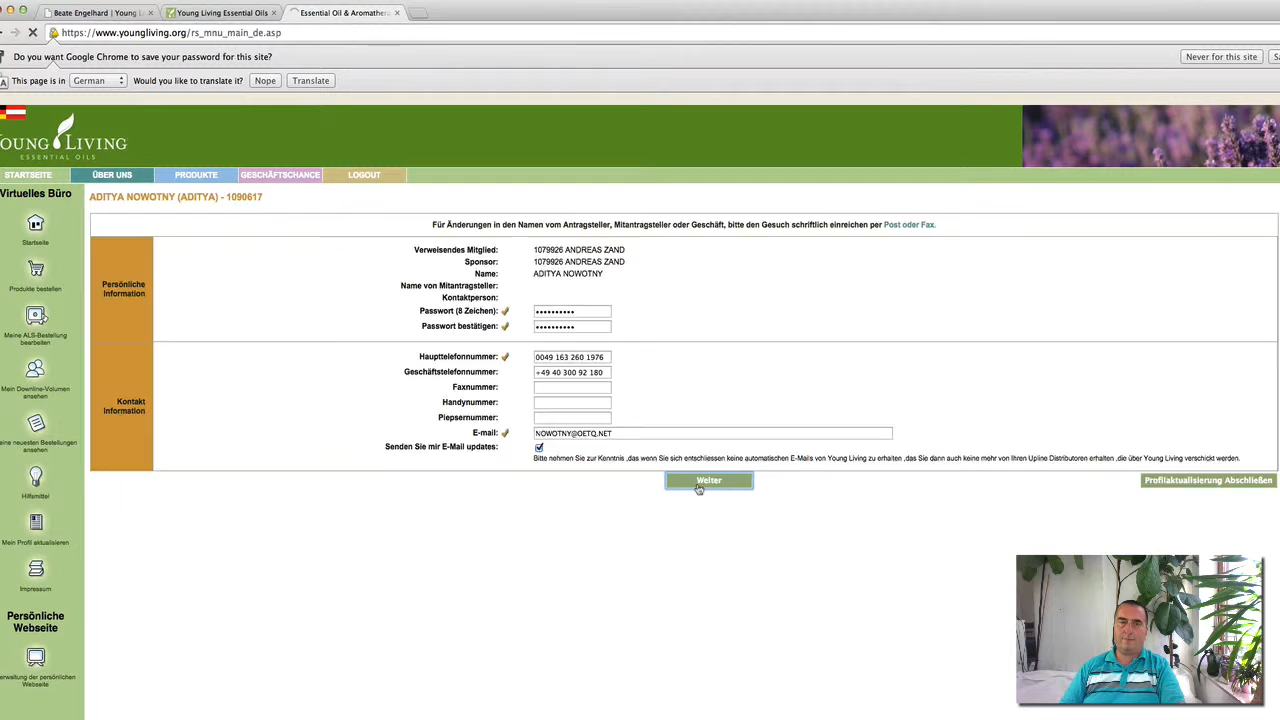 Beate Engelhard | Young L
Young Living Essential Oils
Essential Oil & Aromathera
https://www.youngliving.org/rs_mnu_main_de.asp
Do you want Google Chrome to save your password for this site?
Never for this site
This page is in
German
Would you like to translate it?
Nope
Translate
OUNG LIVING
ESSENTIAL OILS
STARTSEITE
ÜBER UNS
PRODUKTE
GESCHÄFTSCHANCE
LOGOUT
Virtuelles Büro
Startseite
Produkte bestellen
Meine ALS-Bestellung
bearbeiten
Mein Downline-Volumen
ansehen
eine neuesten Bestellungen
ansehen
Hilfsmittel
Mein Profil aktualisieren
Impressum
Persönliche
Webseite
erwaltung der persönlichen
Webseite
ADITYA NOWOTNY (ADITYA) - 1090617
Für Änderungen in den Namen vom Antragsteller, Mitantragsteller oder Geschäft, bitte den Gesuch schriftlich einreichen per Post oder Fax.
Persönliche
Information
Verweisendes Mitglied: 1079926 ANDREAS ZAND
Sponsor: 1079926 ANDREAS ZAND
Name: ADITYA NOWOTNY
Name von Mitantragsteller:
Kontaktperson:
Passwort (8 Zeichen): ••••••••••
Passwort bestätigen: ••••••••••
Kontakt
Information
Haupttelefonnummer: 0049 163 260 1976
Geschäftstelefonnummer: +49 40 300 92 180
Faxnummer:
Handynummer:
Piepsernummer:
E-mail: NOWOTNY@OETQ.NET
Senden Sie mir E-Mail updates:
Bitte nehmen Sie zur Kenntnis ,das wenn Sie sich entschliessen keine automatischen E-Mails von Young Living zu erhalten ,das Sie dann auch keine mehr von Ihren Upline Distributoren erhalten ,die über Young Living verschickt werden.
Weiter
Profilaktualisierung Abschließen